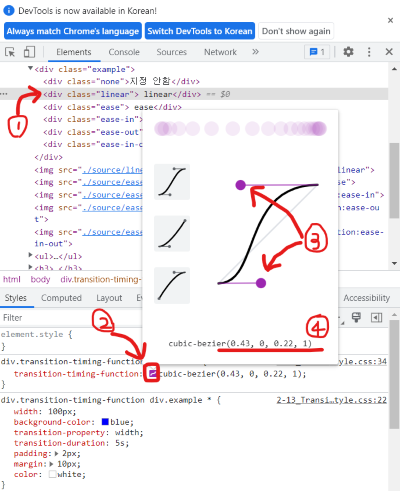 DevTools is now available in Korean!
Always match Chrome's language Switch DevTools to Korean Don't show again
Elements Console Sources » 1
<div class="example">
<div class="none">지정 안함</div>
··· <div class="linear"> linear</div> == $0
<div class="ease"> ease</div>
<div class="ease-in">
<div class="ease-out"
<div class="ease-in-o
</div>
<img src="./source/line linear">
<img src="./source/ease ease">
<img src="./source/ease :ease-in">
<img src="./source/ease on:ease-ou
t">
<img src="./source/ease ion:ease-
in-out">
<ul>…</ul>
1
3
2
4
cubic-bezier(0.43, 0, 0.22, 1)
html body div.transition-timing-
Styles Computed Layou
Filter
element.style {
}
div.transition-timing-function tyle.css:34
transition-timing-function: cubic-bezier(0.43, 0, 0.22, 1);
}
div.transition-timing-function div.example * { 2-13_Transi…tyle.css:22
width: 100px;
background-color: blue;
transition-property: width;
transition-duration: 5s;
padding: 2px;
margin: 10px;
color: white;